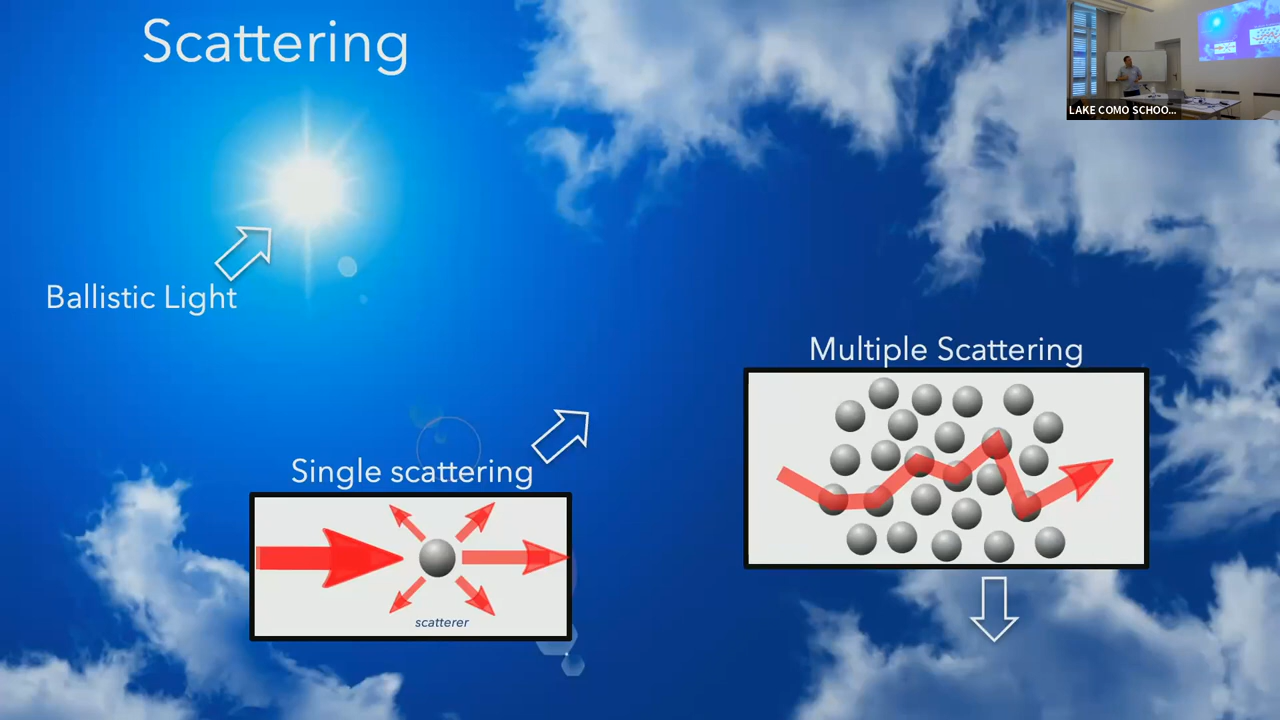 Scattering
LAKE COMO SCHOO...
Ballistic Light
Multiple Scattering
Single scattering
scatterer